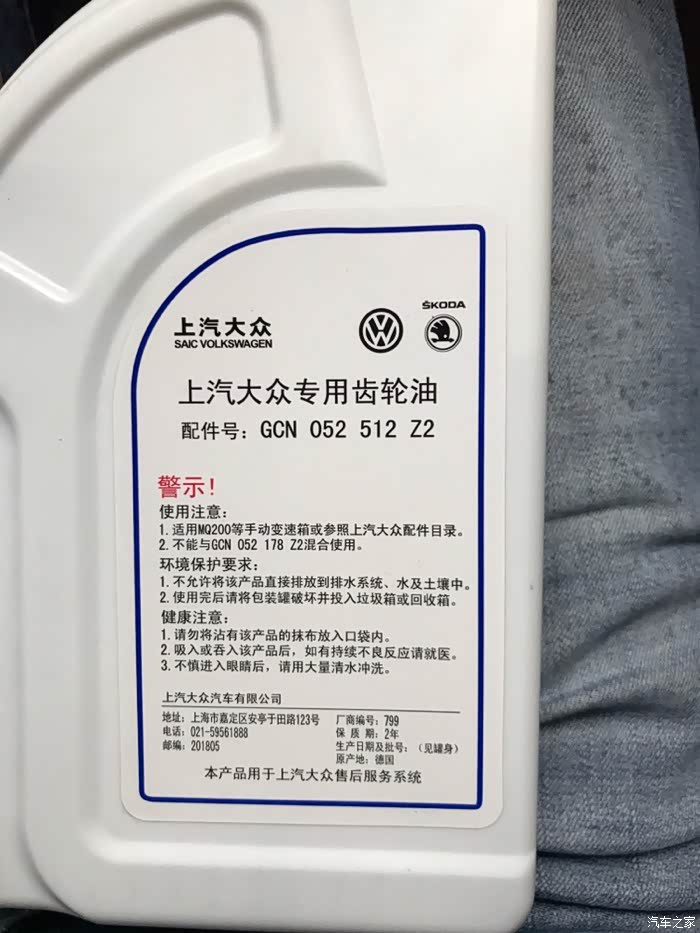 上汽大众
SAIC VOLKSWAGEN
ŠKODA
上汽大众专用齿轮油
配件号：GCN 052 512 Z2
警示！
使用注意：
1. 适用MQ200等手动变速箱或参照上汽大众配件目录。
2. 不能与GCN 052 178 Z2混合使用。
环境保护要求：
1. 不允许将该产品直接排放到排水系统、水及土壤中。
2. 使用完后请将包装罐破坏并投入垃圾箱或回收箱。
健康注意：
1. 请勿将沾有该产品的抹布放入口袋内。
2. 吸入或吞入该产品后，如有持续不良反应请就医。
3. 不慎进入眼睛后，请用大量清水冲洗。
上汽大众汽车有限公司
地址：上海市嘉定区安亭于田路123号
电话：021-59561888
邮编：201805
厂商编号：799
保 质 期：2年
生产日期及批号：（见罐身）
原产地：德国
本产品用于上汽大众售后服务系统
汽车之家